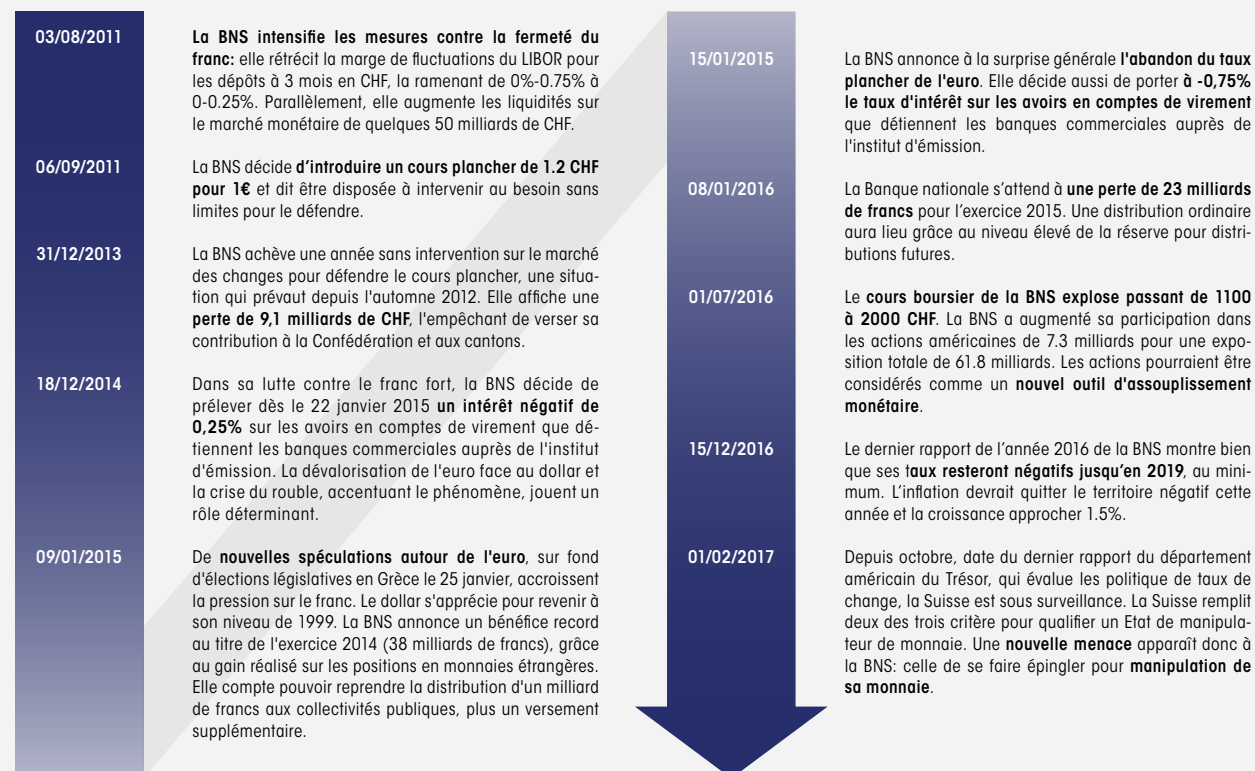 03/08/2011
La BNS intensifie les mesures contre la fermeté du
franc: elle rétrécit la marge de fluctuations du LIBOR pour
les dépôts à 3 mois en CHF, la ramenant de 0%-0.75% à
0-0.25%. Parallèlement, elle augmente les liquidités sur
le marché monétaire de quelques 50 milliards de CHF.
06/09/2011
La BNS décide d’introduire un cours plancher de 1.2 CHF
pour 1€ et dit être disposée à intervenir au besoin sans
limites pour le défendre.
31/12/2013
La BNS achève une année sans intervention sur le marché
des changes pour défendre le cours plancher, une situa-
tion qui prévaut depuis l'automne 2012. Elle affiche une
perte de 9,1 milliards de CHF, l'empêchant de verser sa
contribution à la Confédération et aux cantons.
18/12/2014
Dans sa lutte contre le franc fort, la BNS décide de
prélever dès le 22 janvier 2015 un intérêt négatif de
0,25% sur les avoirs en comptes de virement que dé-
tiennent les banques commerciales auprès de l'institut
d'émission. La dévalorisation de l'euro face au dollar et
la crise du rouble, accentuant le phénomène, jouent un
rôle déterminant.
09/01/2015
De nouvelles spéculations autour de l'euro, sur fond
d'élections législatives en Grèce le 25 janvier, accroissent
la pression sur le franc. Le dollar s'apprécie pour revenir à
son niveau de 1999. La BNS annonce un bénéfice record
au titre de l'exercice 2014 (38 milliards de francs), grâce
au gain réalisé sur les positions en monnaies étrangères.
Elle compte pouvoir reprendre la distribution d'un milliard
de francs aux collectivités publiques, plus un versement
supplémentaire.
15/01/2015
La BNS annonce à la surprise générale l'abandon du taux
plancher de l'euro. Elle décide aussi de porter à -0,75%
le taux d'intérêt sur les avoirs en comptes de virement
que détiennent les banques commerciales auprès de
l'institut d'émission.
08/01/2016
La Banque nationale s’attend à une perte de 23 milliards
de francs pour l’exercice 2015. Une distribution ordinaire
aura lieu grâce au niveau élevé de la réserve pour distri-
butions futures.
01/07/2016
Le cours boursier de la BNS explose passant de 1100
à 2000 CHF. La BNS a augmenté sa participation dans
les actions américaines de 7.3 milliards pour une expo-
sition totale de 61.8 milliards. Les actions pourraient être
considérés comme un nouvel outil d'assouplissement
monétaire.
15/12/2016
Le dernier rapport de l’année 2016 de la BNS montre bien
que ses taux resteront négatifs jusqu’en 2019, au mini-
mum. L’inflation devrait quitter le territoire négatif cette
année et la croissance approcher 1.5%.
01/02/2017
Depuis octobre, date du dernier rapport du département
américain du Trésor, qui évalue les politique de taux de
change, la Suisse est sous surveillance. La Suisse remplit
deux des trois critère pour qualifier un Etat de manipula-
teur de monnaie. Une nouvelle menace apparaît donc à
la BNS: celle de se faire épingler pour manipulation de
sa monnaie.